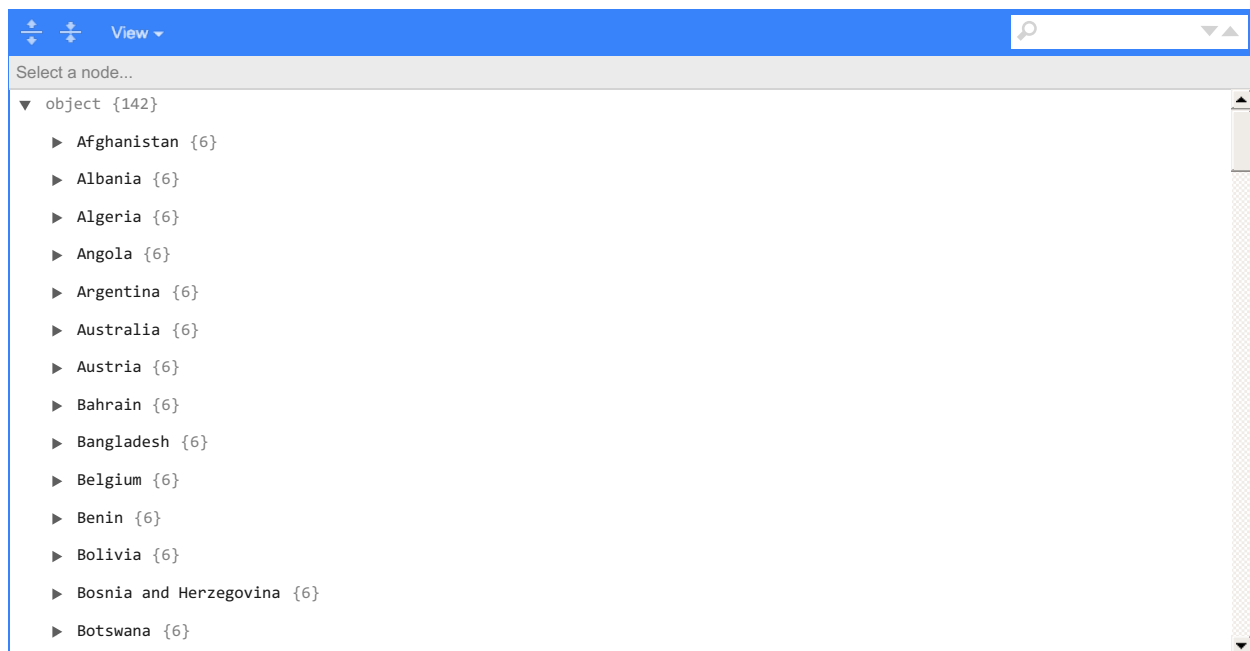 View
Select a node...
object {142}
Afghanistan {6}
Albania {6}
Algeria {6}
Angola {6}
Argentina {6}
Australia {6}
Austria {6}
Bahrain {6}
Bangladesh {6}
Belgium {6}
Benin {6}
Bolivia {6}
Bosnia and Herzegovina {6}
Botswana {6}